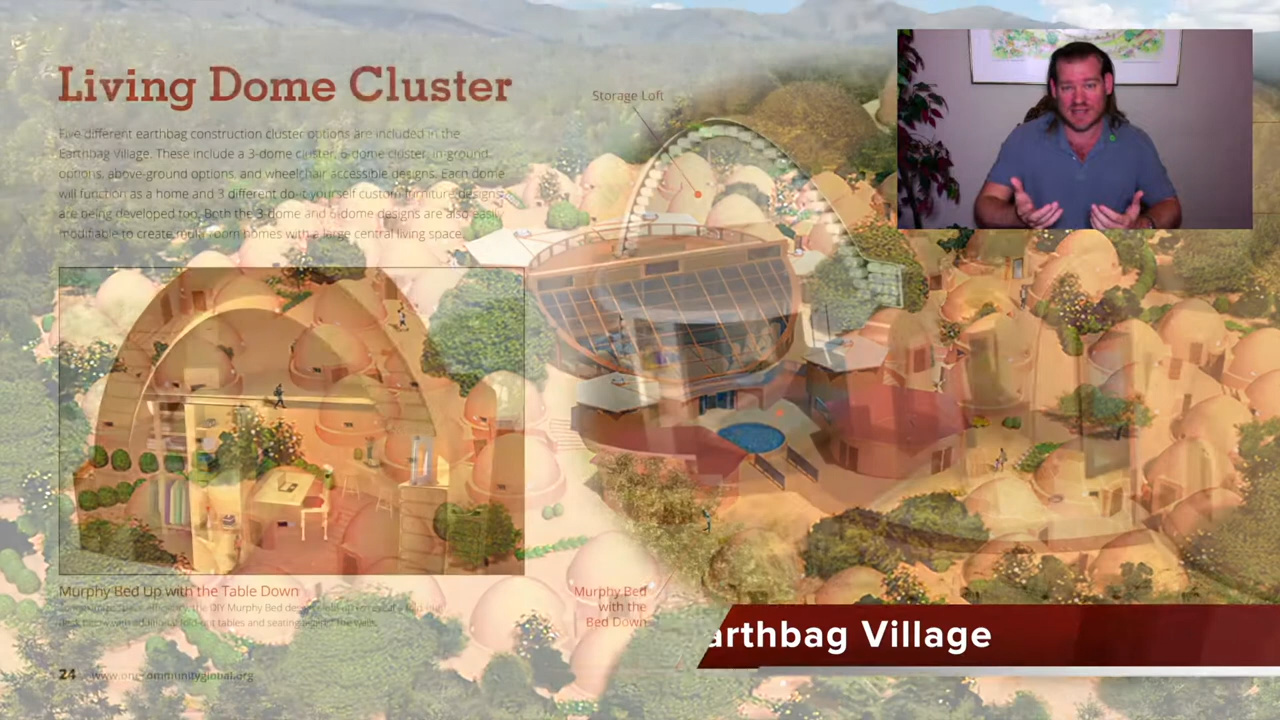 Living Dome Cluster
Storage Loft
Five different earthbag construction cluster options are included in the
Earthbag Village. These include a 3-dome cluster, 6-dome cluster, in-ground
options, above-ground options, and wheelchair accessible designs. Each dome
will function as a home and 3 different do-it-yourself custom furniture designs
are being developed too. Both the 3-dome and 6-dome designs are also easily
modifiable to create multi-room homes with a large central living space.
Murphy Bed Up with the Table Down
Murphy Bed
with the
Bed Down
arthbag Village
24 www.onecommunityglobal.org